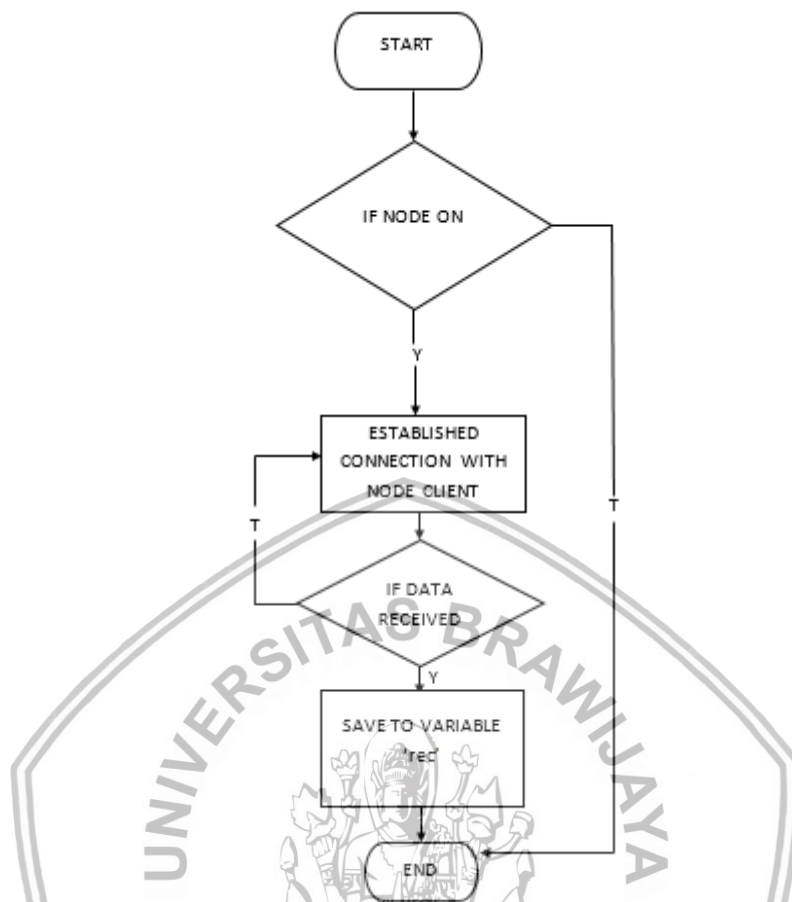 START
IF NODE ON
Y
ESTABLISHED
CONNECTION WITH
NODE CLIENT
T
T
IF DATA
RECEIVED
Y
SAVE TO VARIABLE
'rec'
END
UNIVERSITAS BRAWIJAYA